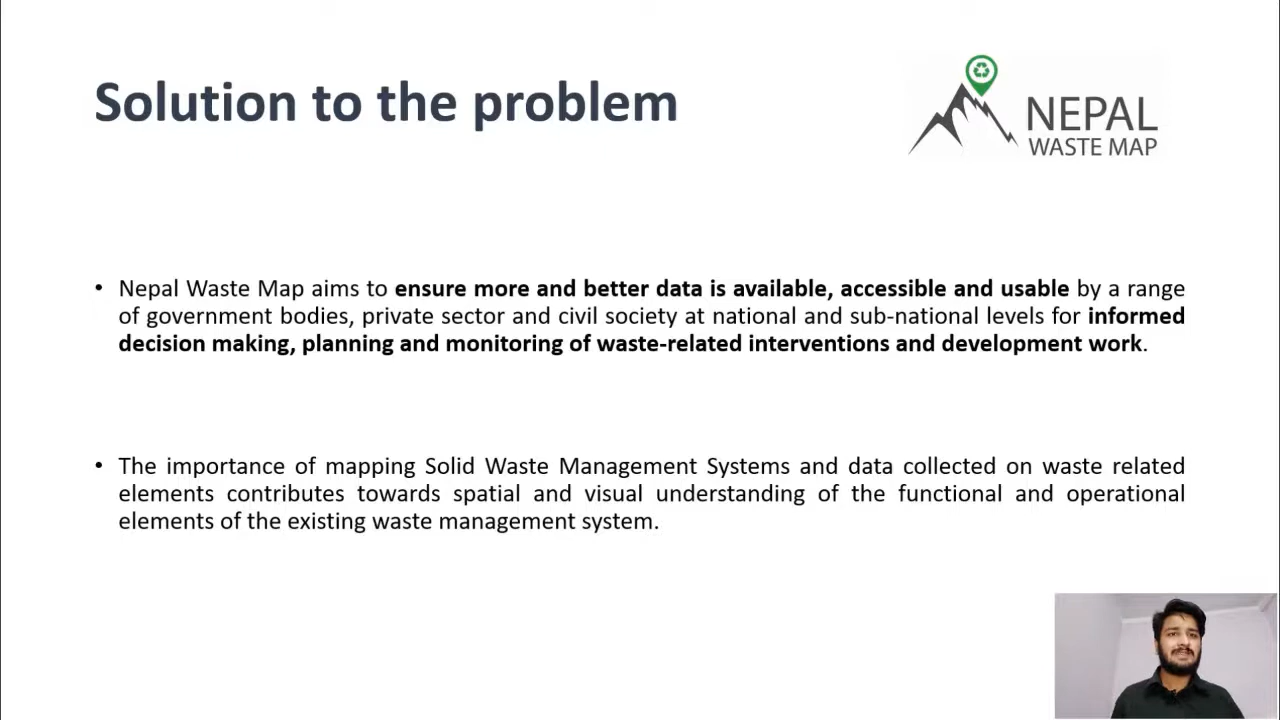 Solution to the problem
NEPAL
WASTE MAP
• Nepal Waste Map aims to ensure more and better data is available, accessible and usable by a range
of government bodies, private sector and civil society at national and sub-national levels for informed
decision making, planning and monitoring of waste-related interventions and development work.
• The importance of mapping Solid Waste Management Systems and data collected on waste related
elements contributes towards spatial and visual understanding of the functional and operational
elements of the existing waste management system.